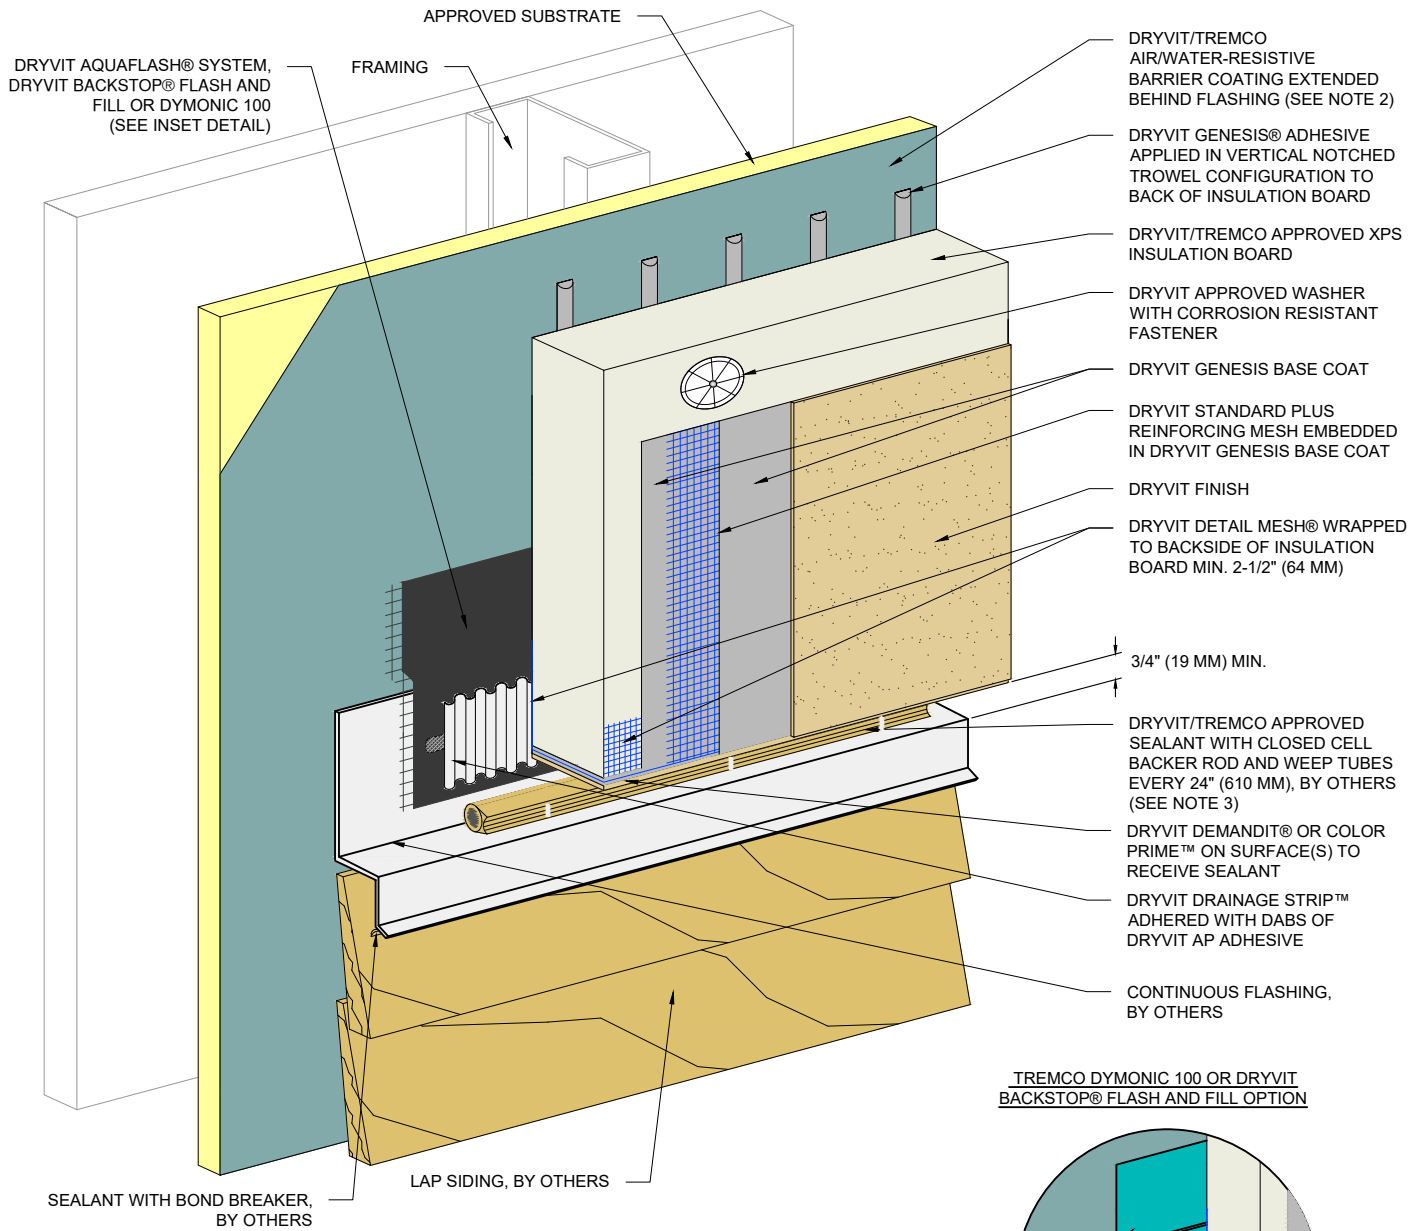 APPROVED SUBSTRATE
DRYVIT AQUAFLASH® SYSTEM,
DRYVIT BACKSTOP® FLASH AND
FILL OR DYMONIC 100
(SEE INSET DETAIL)
FRAMING
DRYVIT/TREMCO
AIR/WATER-RESISTIVE
BARRIER COATING EXTENDED
BEHIND FLASHING (SEE NOTE 2)
DRYVIT GENESIS® ADHESIVE
APPLIED IN VERTICAL NOTCHED
TROWEL CONFIGURATION TO
BACK OF INSULATION BOARD
DRYVIT/TREMCO APPROVED XPS
INSULATION BOARD
DRYVIT APPROVED WASHER
WITH CORROSION RESISTANT
FASTENER
DRYVIT GENESIS BASE COAT
DRYVIT STANDARD PLUS
REINFORCING MESH EMBEDDED
IN DRYVIT GENESIS BASE COAT
DRYVIT FINISH
DRYVIT DETAIL MESH® WRAPPED
TO BACKSIDE OF INSULATION
BOARD MIN. 2-1/2" (64 MM)
3/4" (19 MM) MIN.
DRYVIT/TREMCO APPROVED
SEALANT WITH CLOSED CELL
BACKER ROD AND WEEP TUBES
EVERY 24" (610 MM), BY OTHERS
(SEE NOTE 3)
DRYVIT DEMANDIT® OR COLOR
PRIME™ ON SURFACE(S) TO
RECEIVE SEALANT
DRYVIT DRAINAGE STRIP™
ADHERED WITH DABS OF
DRYVIT AP ADHESIVE
CONTINUOUS FLASHING,
BY OTHERS
TREMCO DYMONIC 100 OR DRYVIT
BACKSTOP® FLASH AND FILL OPTION
LAP SIDING, BY OTHERS
SEALANT WITH BOND BREAKER,
BY OTHERS